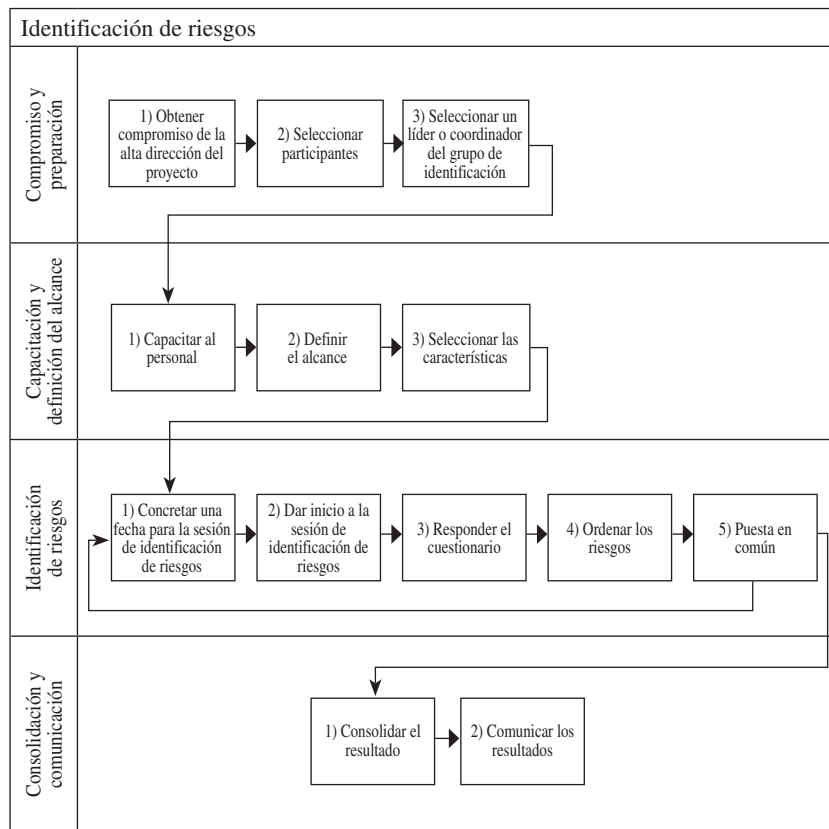 Identificación de riesgos
Compromiso y
preparación
1) Obtener
compromiso de la
alta dirección del
proyecto
2) Seleccionar
participantes
3) Seleccionar un
líder o coordinador
del grupo de
identificación
Capacitación y
definición del alcance
1) Capacitar al
personal
2) Definir
el alcance
3) Seleccionar las
características
Identificación
de riesgos
1) Concretar una
fecha para la sesión
de identificación
de riesgos
2) Dar inicio a la
sesión de
identificación de
riesgos
3) Responder el
cuestionario
4) Ordenar los
riesgos
5) Puesta en
común
Consolidación y
comunicación
1) Consolidar el
resultado
2) Comunicar los
resultados